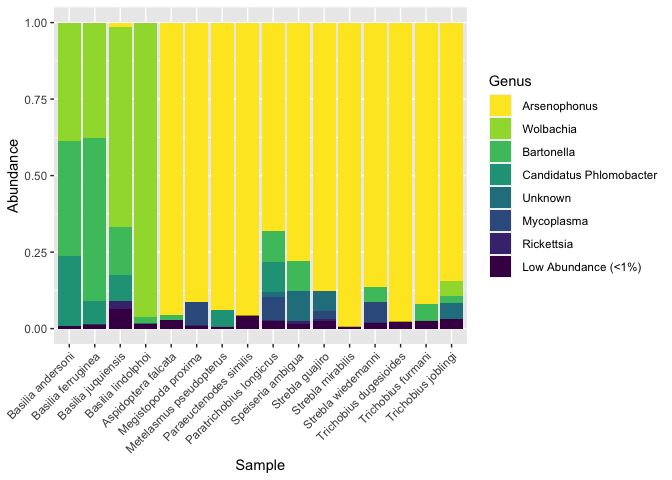 1.00
0.75
0.50
0.25
0.00
Abundance
Basilia andersoni
Basilia ferruginea
Basilia juquiensis
Basilia lindolphoi
Aspidoptera falcata
Megistopoda proxima
Metelasmus pseudopterus
Paraeuctenodes similis
Paratrichobius longicrus
Speiseria ambigua
Strebla guajiro
Strebla mirabilis
Strebla wiedemanni
Trichobius dugesioides
Trichobius furmani
Trichobius joblingi
Sample
Genus
Arsenophonus
Wolbachia
Bartonella
Candidatus Phlomobacter
Unknown
Mycoplasma
Rickettsia
Low Abundance (<1%)